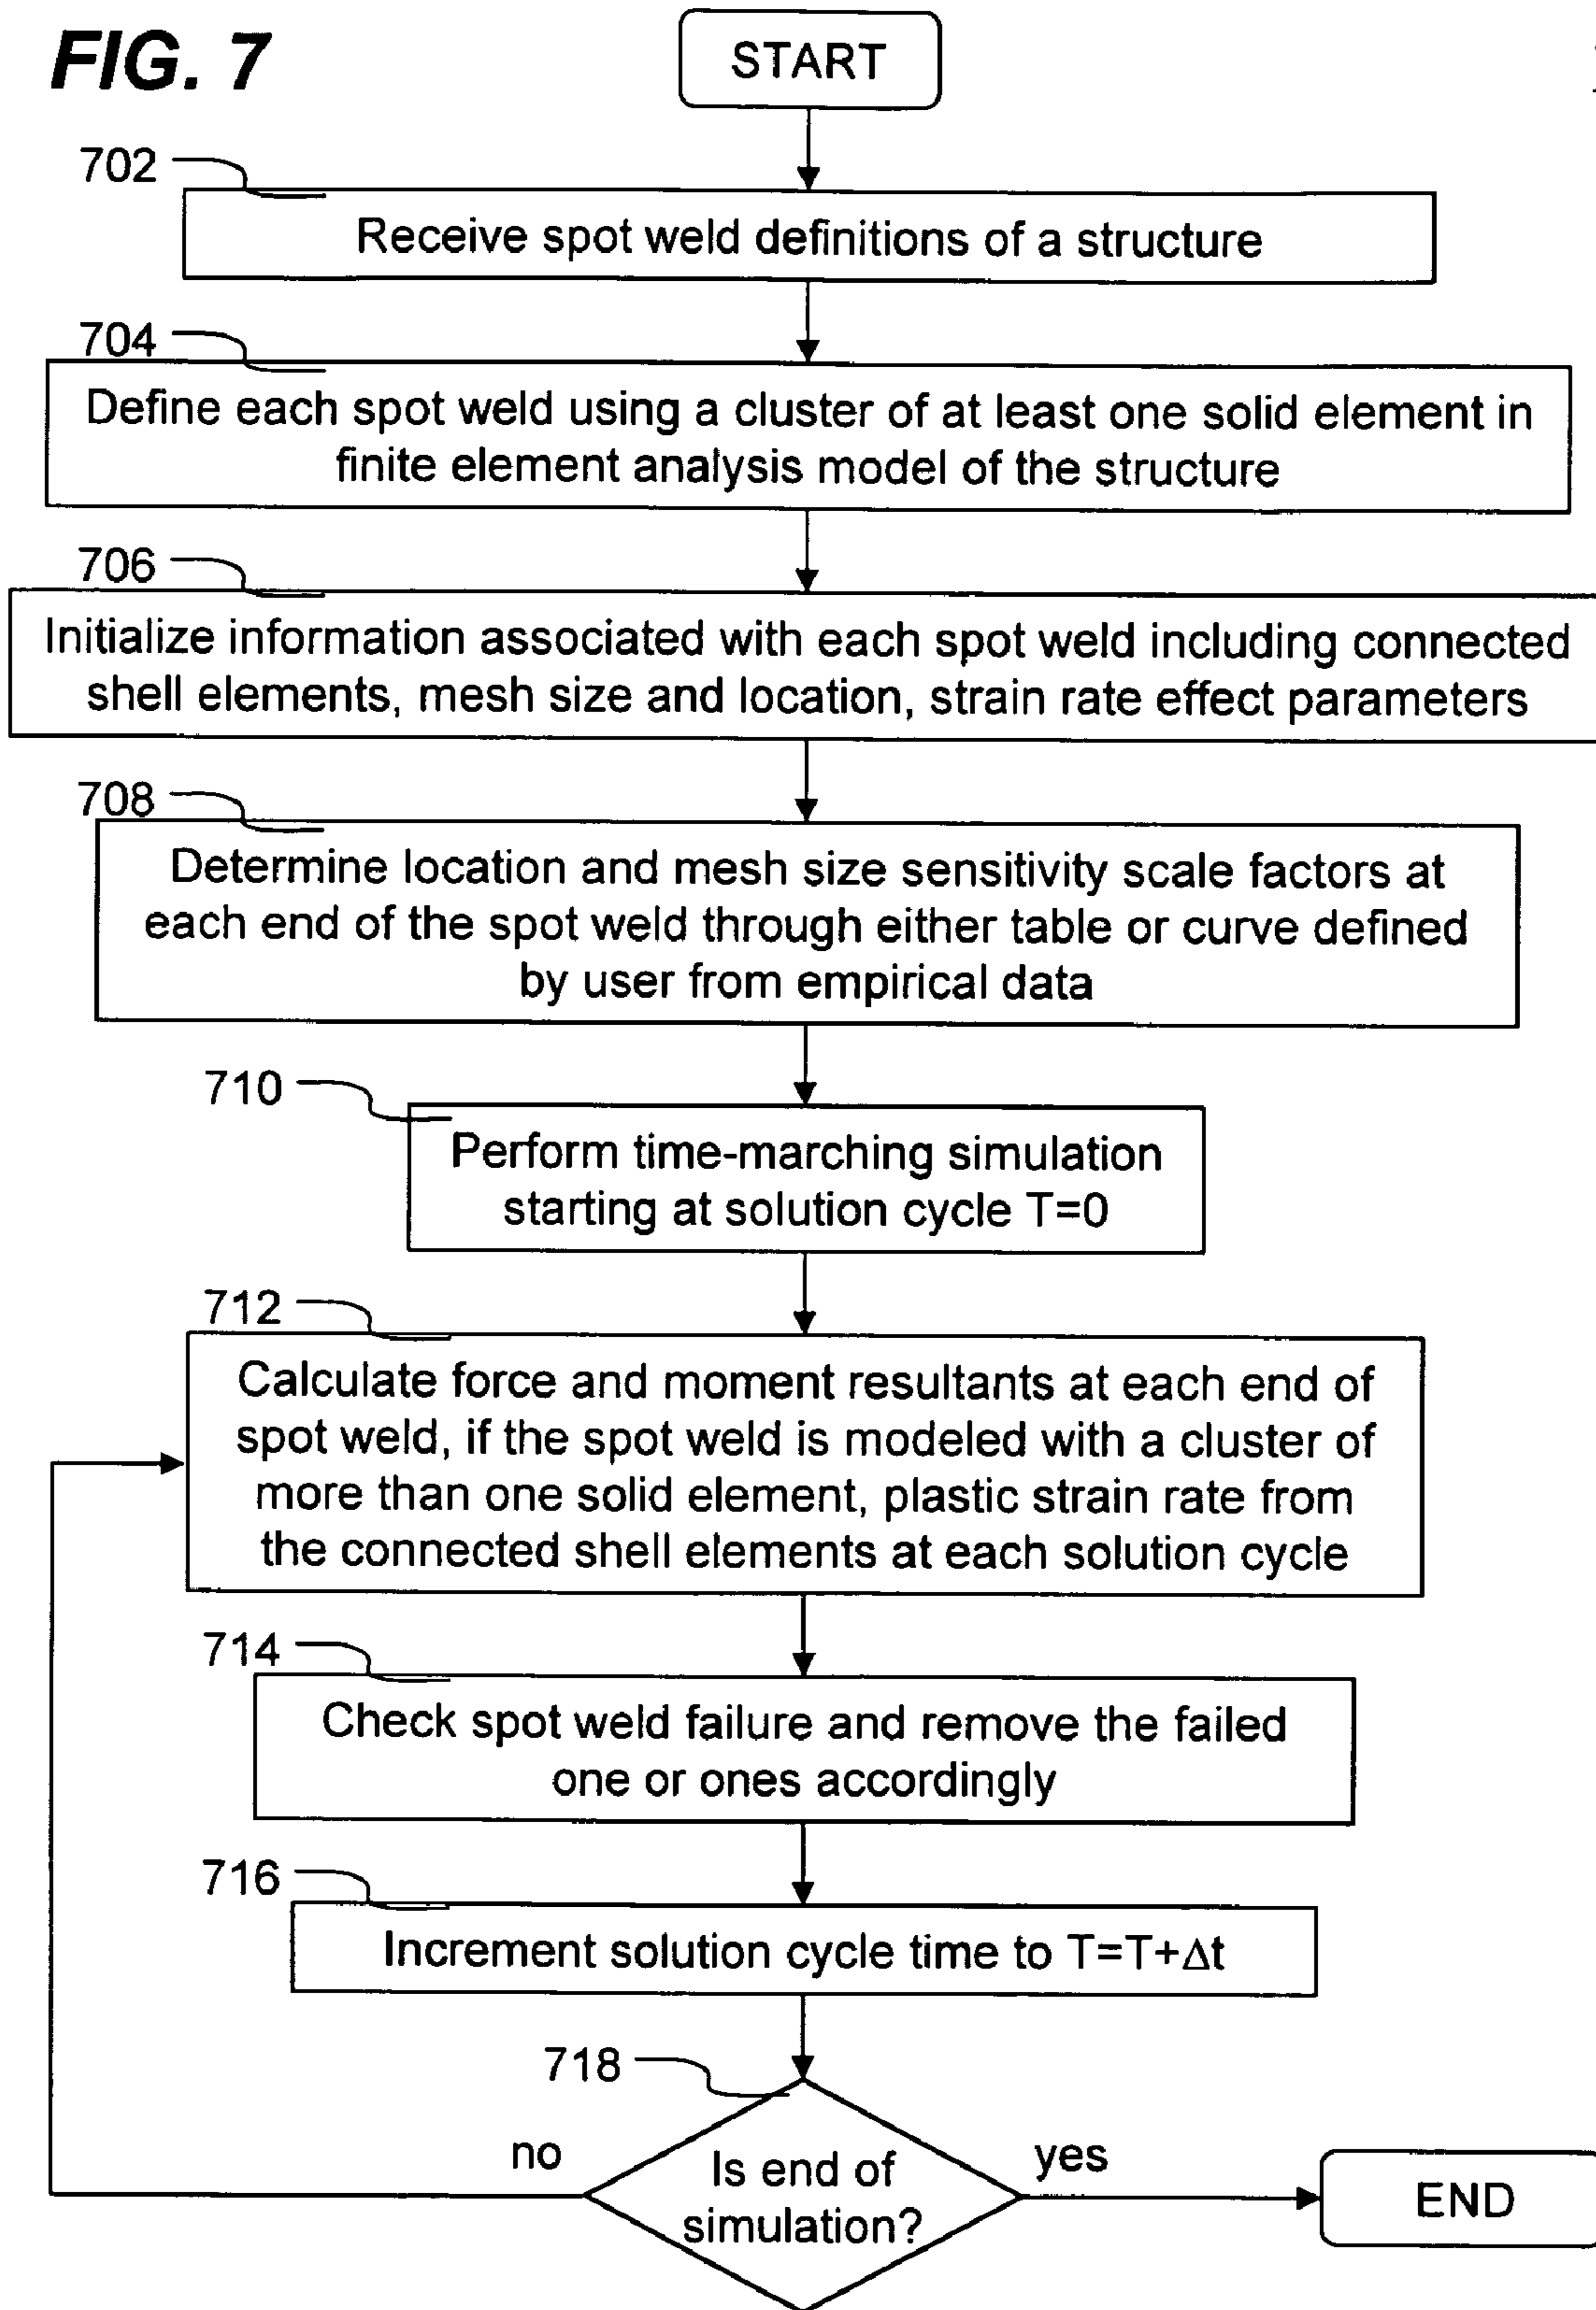 FIG. 7
START
702
Receive spot weld definitions of a structure
704
Define each spot weld using a cluster of at least one solid element in
finite element analysis model of the structure
706
Initialize information associated with each spot weld including connected
shell elements, mesh size and location, strain rate effect parameters
708
Determine location and mesh size sensitivity scale factors at
each end of the spot weld through either table or curve defined
by user from empirical data
710
Perform time-marching simulation
starting at solution cycle T=0
712
Calculate force and moment resultants at each end of
spot weld, if the spot weld is modeled with a cluster of
more than one solid element, plastic strain rate from
the connected shell elements at each solution cycle
714
Check spot weld failure and remove the failed
one or ones accordingly
716
Increment solution cycle time to T=T+Δt
718
no
Is end of
simulation?
yes
END